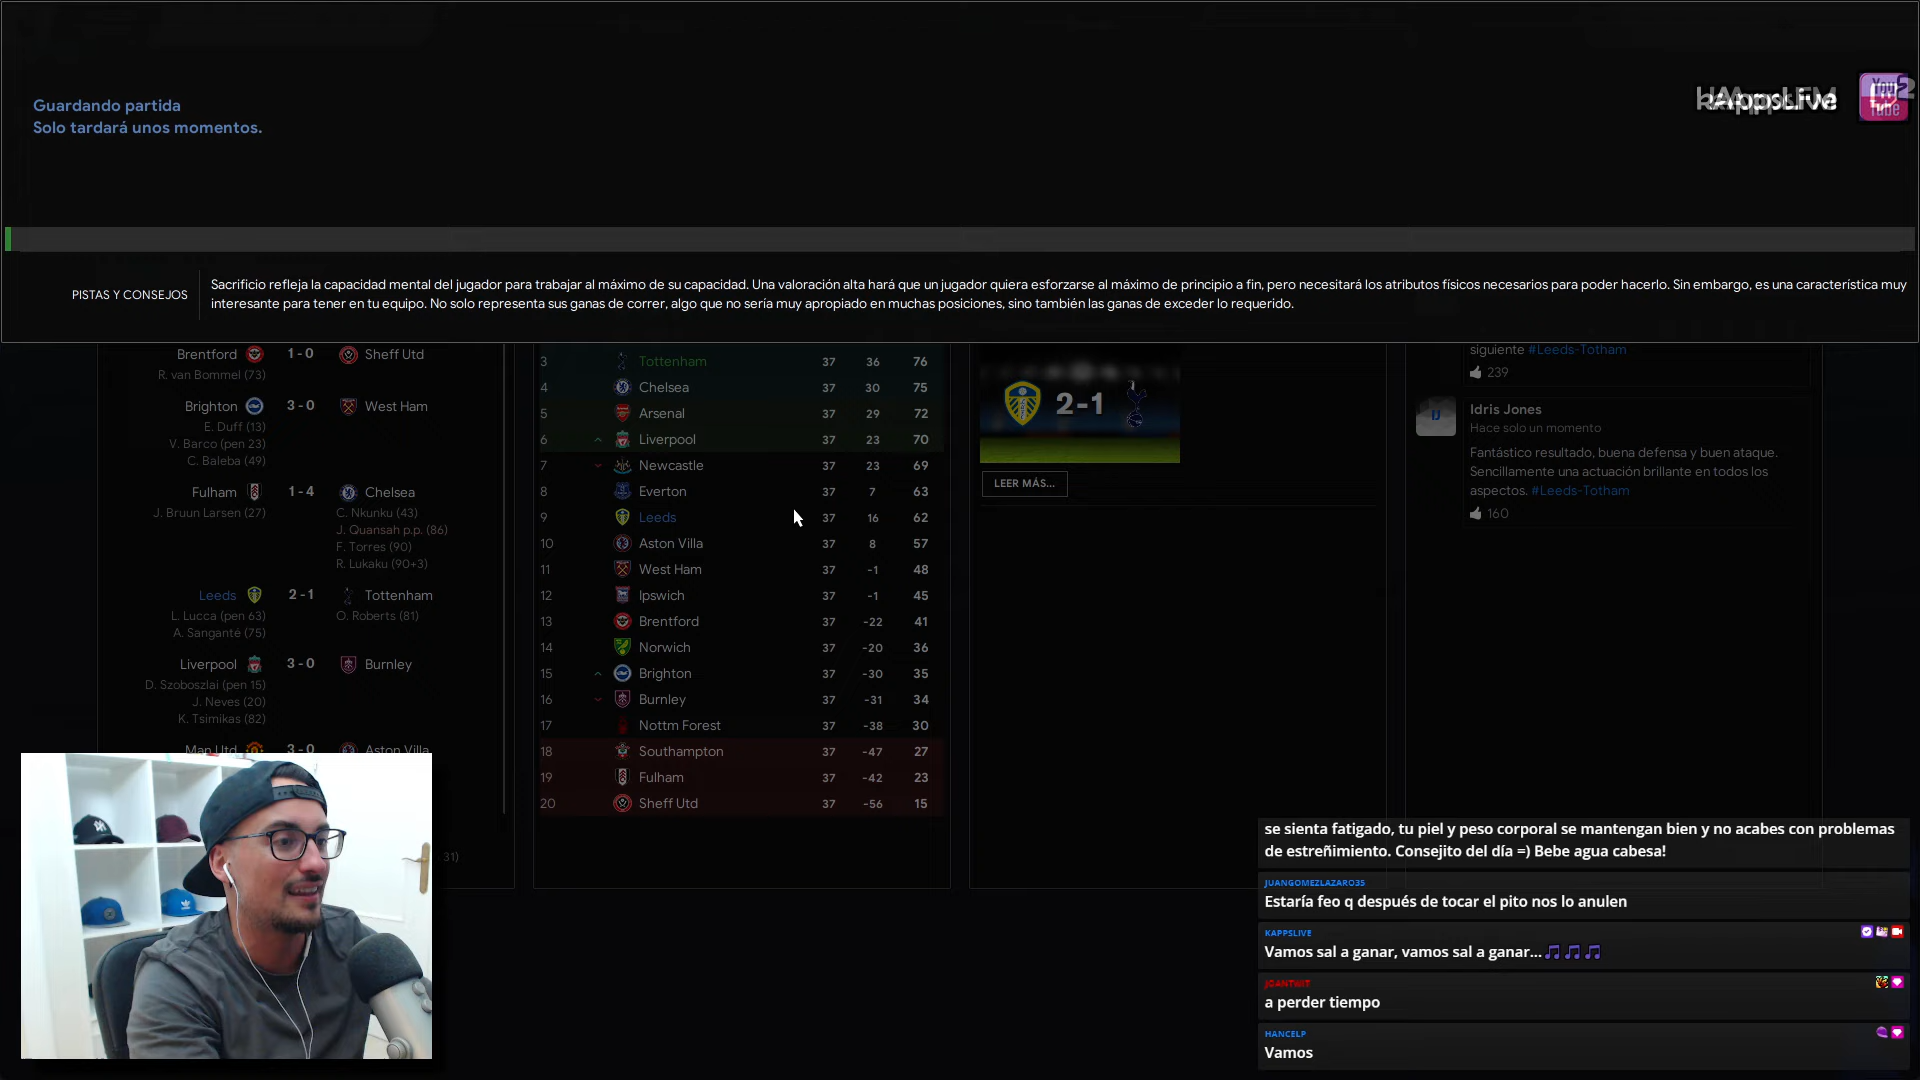 Guardando partida
Solo tardará unos momentos.
PISTAS Y CONSEJOS
Sacrificio refleja la capacidad mental del jugador para trabajar al máximo de su capacidad. Una valoración alta hará que un jugador quiera esforzarse al máximo de principio a fin, pero necesitará los atributos físicos necesarios para poder hacerlo. Sin embargo, es una característica muy
interesante para tener en tu equipo. No solo representa sus ganas de correr, algo que no sería muy apropiado en muchas posiciones, sino también las ganas de exceder lo requerido.
Brentford 1 - 0 Sheff Utd
R. van Bommel (73)
Brighton 3 - 0 West Ham
E. Duff (13)
V. Barco (pen 23)
C. Baleba (49)
Fulham 1 - 4 Chelsea
J. Bruun Larsen (27) C. Nkunku (43)
J. Quansah p.p. (86)
F. Torres (90)
R. Lukaku (90+3)
Leeds 2 - 1 Tottenham
L. Lucca (pen 63) O. Roberts (81)
A. Sanganté (75)
Liverpool 3 - 0 Burnley
D. Szoboszlai (pen 15)
J. Neves (20)
K. Tsimikas (82)
Man Utd 3 - 0 Aston Villa
31)
3 Tottenham 37 36 76
4 Chelsea 37 30 75
5 Arsenal 37 29 72
6 Liverpool 37 23 70
7 Newcastle 37 23 69
8 Everton 37 7 63
9 Leeds 37 16 62
10 Aston Villa 37 8 57
11 West Ham 37 -1 48
12 Ipswich 37 -1 45
13 Brentford 37 -22 41
14 Norwich 37 -20 36
15 Brighton 37 -30 35
16 Burnley 37 -31 34
17 Nottm Forest 37 -38 30
18 Southampton 37 -47 27
19 Fulham 37 -42 23
20 Sheff Utd 37 -56 15
2-1
LEER MÁS...
siguiente #Leeds-Totham
239
Idris Jones
Hace solo un momento
Fantástico resultado, buena defensa y buen ataque.
Sencillamente una actuación brillante en todos los
aspectos. #Leeds-Totham
160
se sienta fatigado, tu piel y peso corporal se mantengan bien y no acabes con problemas
de estreñimiento. Consejito del día =) Bebe agua cabesa!
JUANGOMEZLAZARO35
Estaría feo q después de tocar el pito nos lo anulen
KAPPSLIVE
Vamos sal a ganar, vamos sal a ganar...🎵🎵🎵
JOANTWIT
a perder tiempo
HANCELP
Vamos